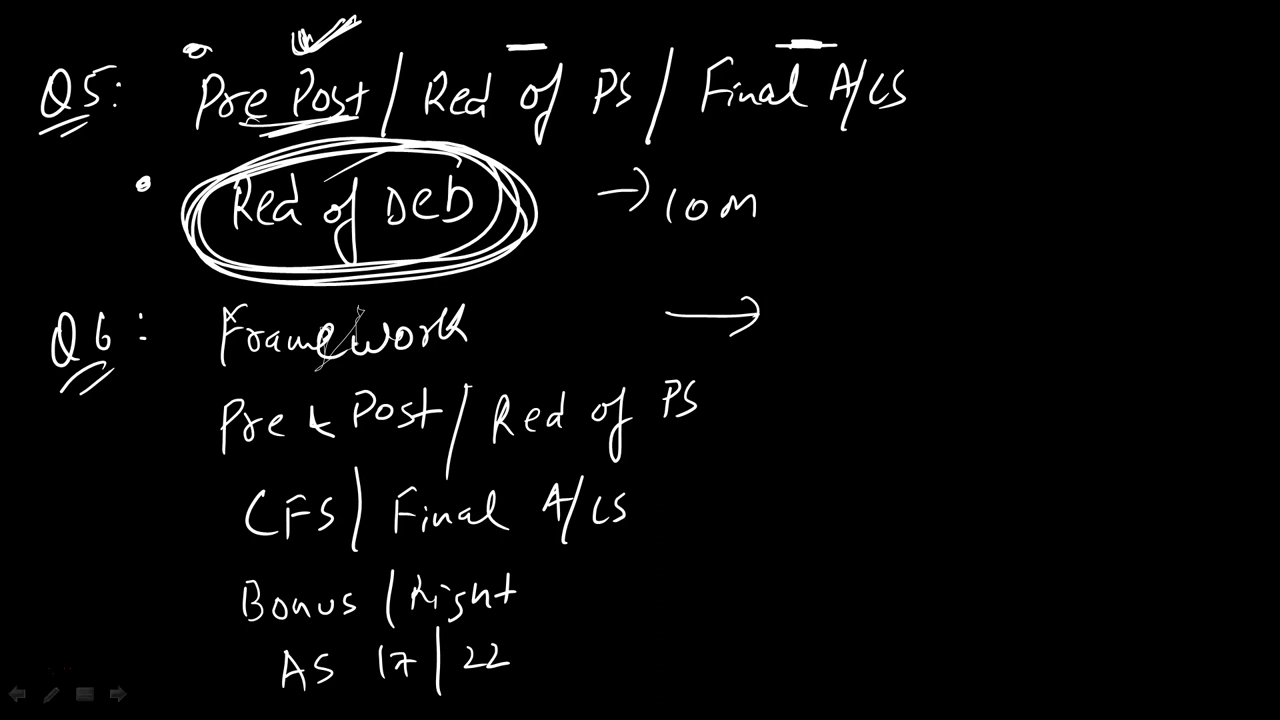 Q5: Pre Post / Red of PS / Final A/cs
Red of Deb → 10M
Q6: Framework →
Pre & Post / Red of PS
CFS / Final A/cs
Bonus / Right
AS 17 / 22